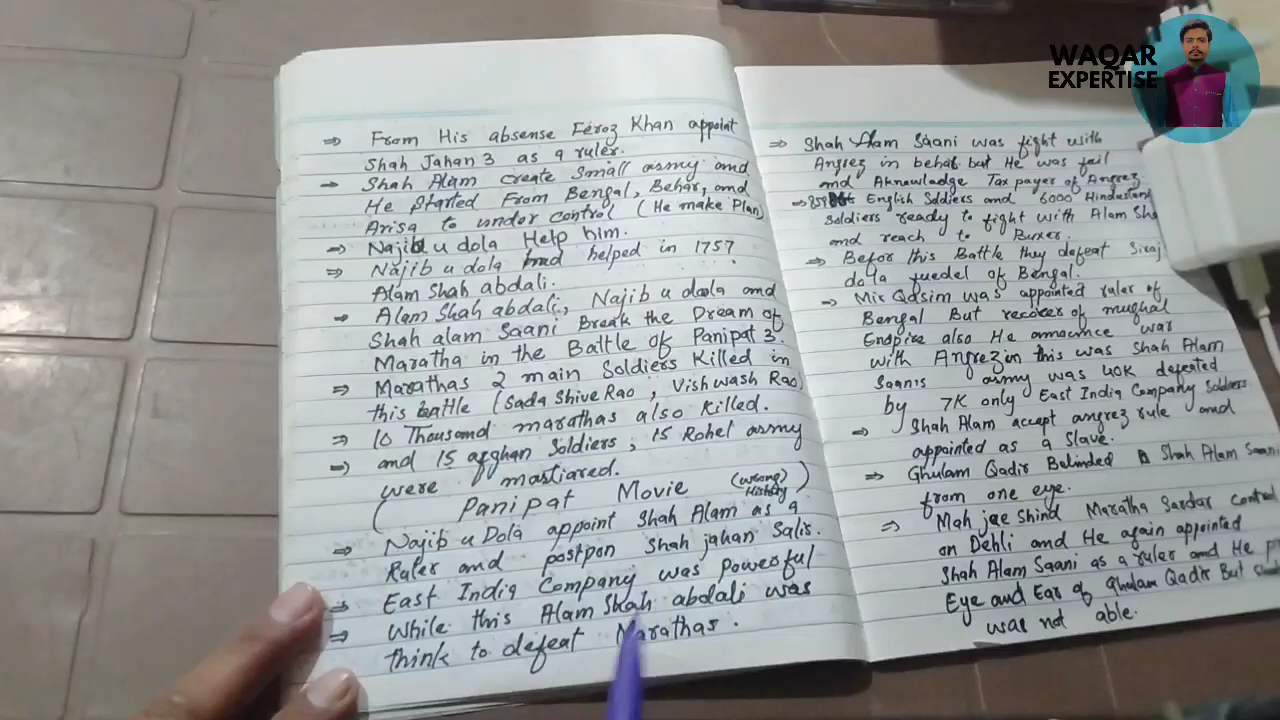 WAQAR
EXPERTISE
⇒ From His absense Feroz Khan appoint
Shah Jahan 3 as a ruler.
→ Shah Alam create Small army and
He Started From Bengal, Behar, and
Arisa to under control (He make Plan)
⇒ Najib u dola Help him.
⇒ Najib u dola had helped in 1757
Alam Shah abdali.
→ Alam Shah abdali, Najib u doola and
Shah alam Saani Break the Dream of
Maratha in the Battle of Panipat 3.
⇒ Marathas 2 main Soldiers Killed in
this battle (Sada Shive Rao, Vish wash Rao)
⇒ 10 Thousand marathas also killed.
⇒ and 15 afghan Soldiers, 15 Rohel army
were mastiared.
( Panipat Movie (wrong History) )
⇒ Najib u Dola appoint Shah Alam as a
Ruler and postpon Shah jahan Salis.
⇒ East India Company was powerful
⇒ While this Alam Shah abdali was
think to defeat Marathas.
⇒ Shah Alam Saani was fight with
Angrez in behat but He was fail
and Aknawladge Tax payer of Angrez
→ English Soldiers and 6000 Hindustan
Soldiers ready to fight with Alam Sha
and reach to Buxer.
⇒ Befor this Battle they defeat Siraj
dola fuedel of Bengal.
→ Mir Qasim was appointed ruler of
Bengal But recover of mughal
Empire also He announce war
with Angrez in this was Shah Alam
Saani's army was 40K defeated
by 7K only East India Company Soldiers
⇒ Shah Alam accept angrez rule and
appointed as a Slave.
⇒ Ghulam Qadir Belinded Shah Alam Saani
from one eye.
⇒ Mah jee Shind Maratha Sardar control
on Dehli and He again appointed
Shah Alam Saani as a ruler and He
Eye and Ear of Ghulam Qadir But
was not able.